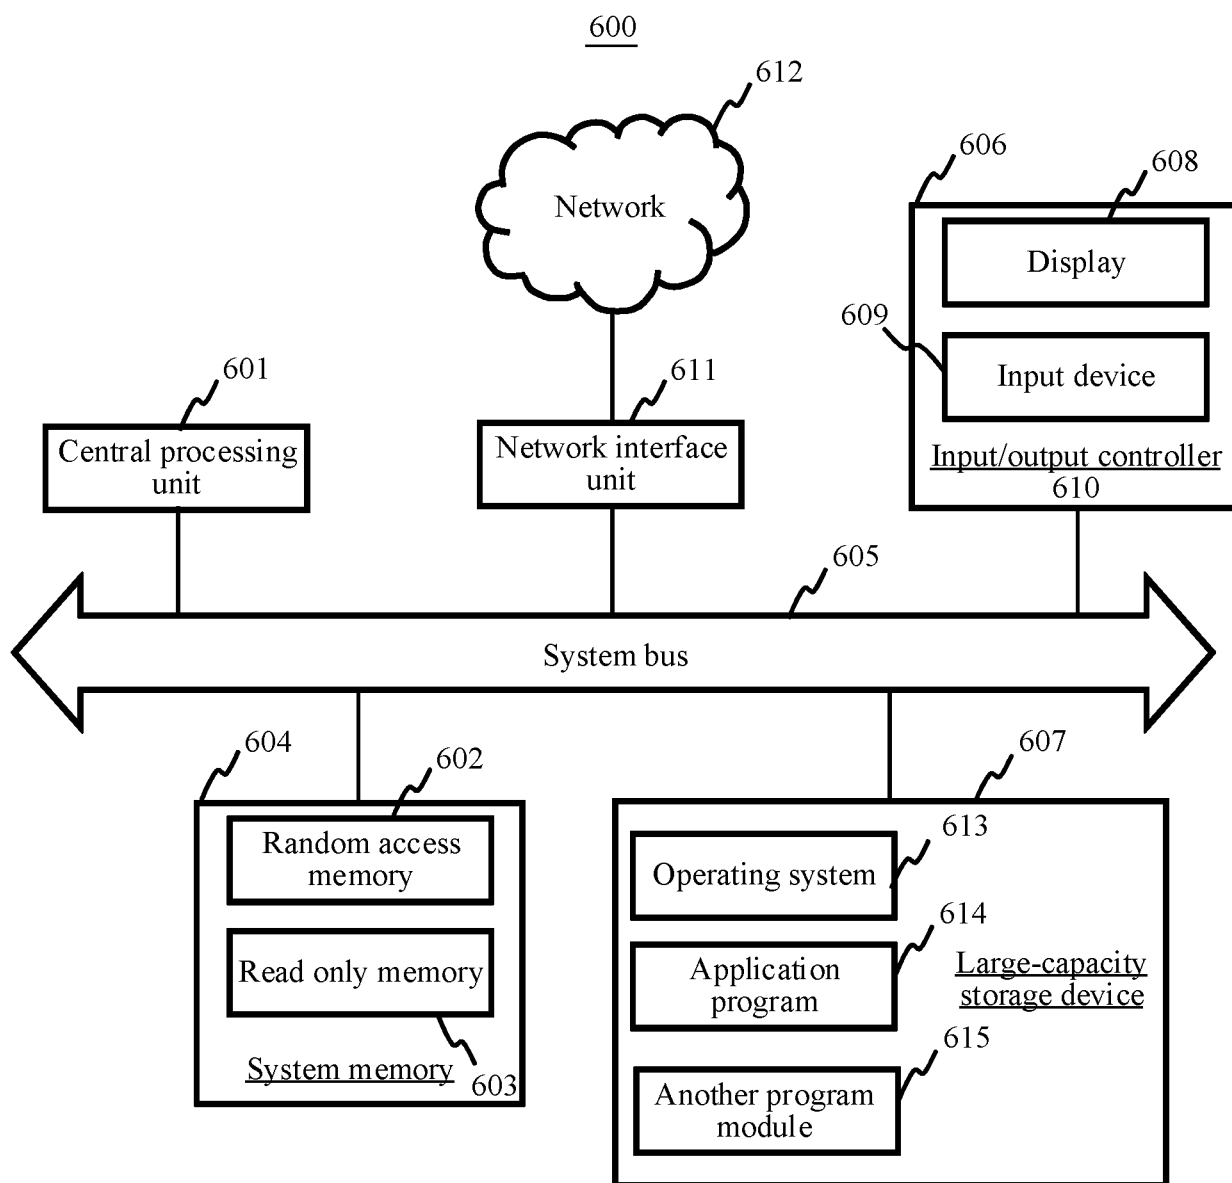 600
612
Network
606
608
Display
609
Input device
Input/output controller
610
601
Central processing
unit
611
Network interface
unit
605
System bus
604
602
Random access
memory
Read only memory
System memory
603
607
613
Operating system
614
Application
program
Large-capacity
storage device
615
Another program
module